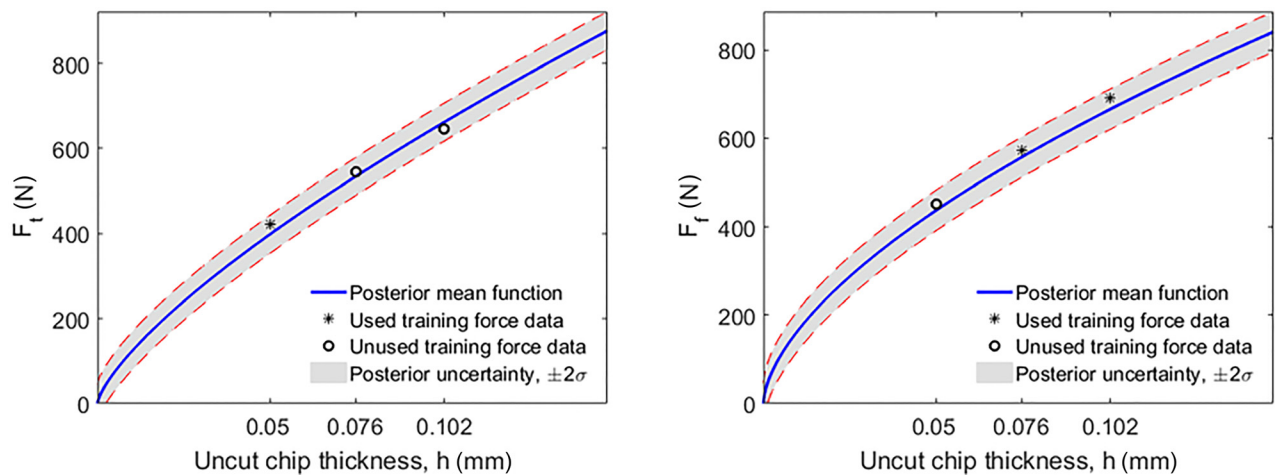 800
600
400
200
0
F_t (N)
Posterior mean function
Used training force data
Unused training force data
Posterior uncertainty, ±2σ
0.05 0.076 0.102
Uncut chip thickness, h (mm)
800
600
400
200
0
F_f (N)
Posterior mean function
Used training force data
Unused training force data
Posterior uncertainty, ±2σ
0.05 0.076 0.102
Uncut chip thickness, h (mm)